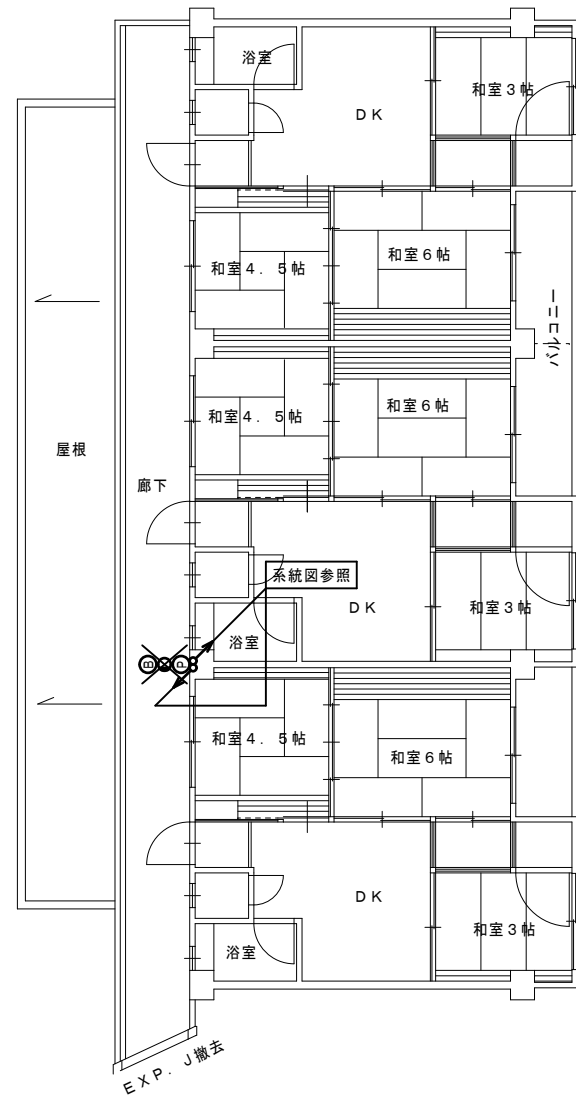 浴室
和室３帖
ＤＫ
和室６帖
和室４．５帖
バルコニー
和室６帖
和室４．５帖
屋根
廊下
系統図参照
ＤＫ
和室３帖
浴室
B
P
和室４．５帖
和室６帖
ＤＫ
和室３帖
浴室
ＥＸＰ．Ｊ撤去